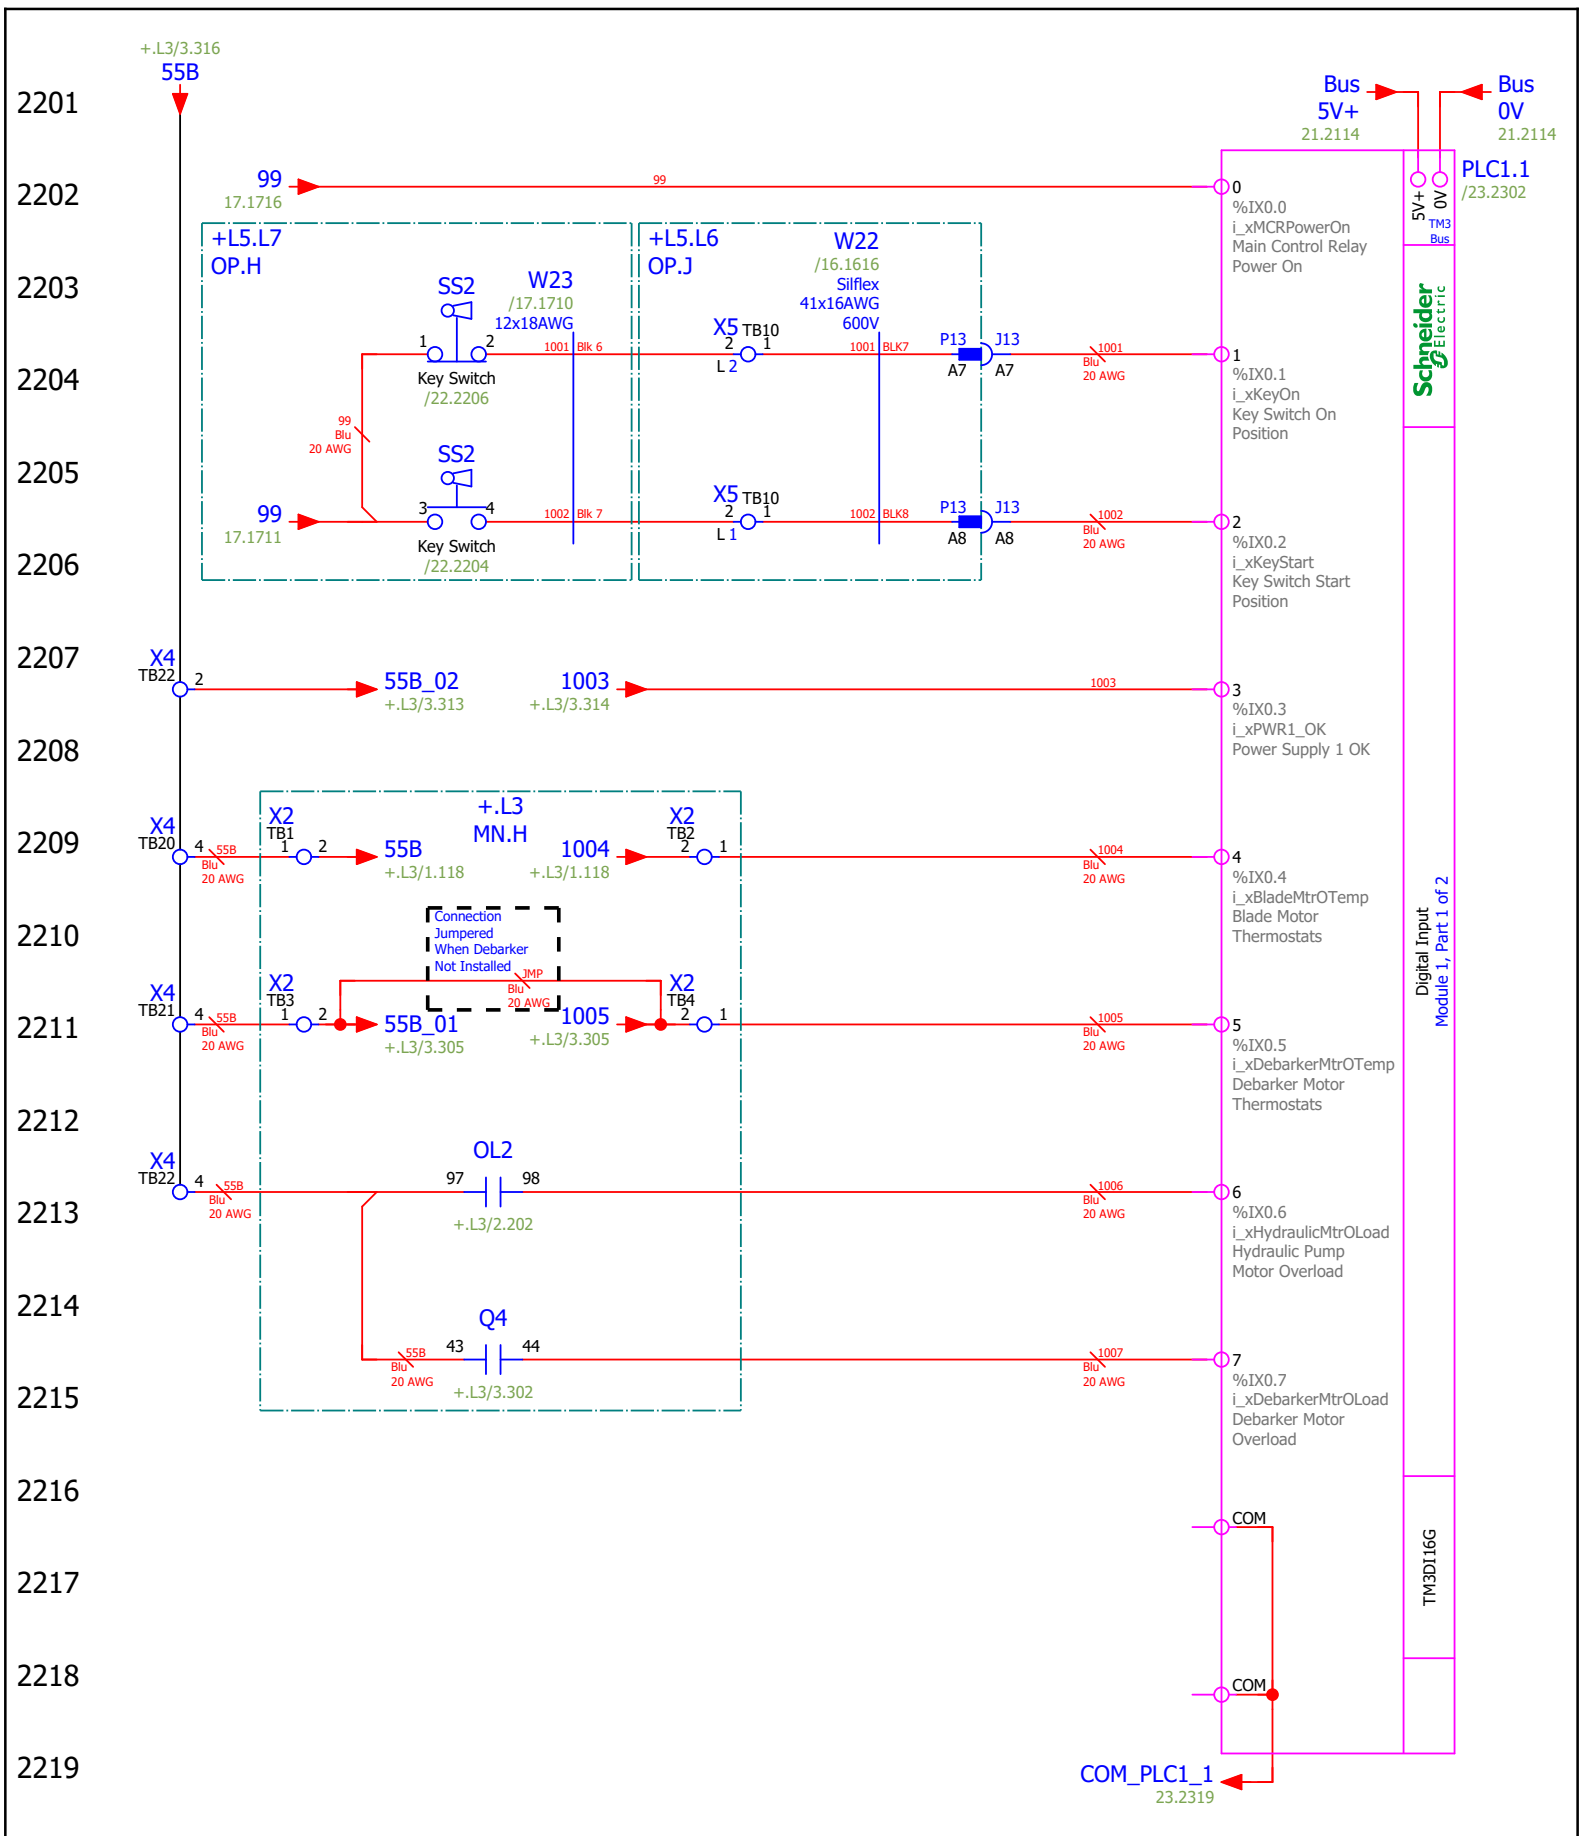 +.L3/3.316
55B
2201
Bus
5V+
21.2114
Bus
0V
21.2114
2202
99
17.1716
99
0
%IX0.0
i_xMCRPowerOn
Main Control Relay
Power On
5V+
0V
TM3
Bus
PLC1.1
/23.2302
+L5.L7
OP.H
+L5.L6
OP.J
W22
/16.1616
Silflex
41x16AWG
600V
2203
SS2
W23
/17.1710
12x18AWG
Schneider
Electric
1
2
1001
Blk 6
X5
TB10
2
1
L 2
1001
BLK7
P13
J13
A7
A7
1001
Blu
20 AWG
1
%IX0.1
i_xKeyOn
Key Switch On
Position
2204
Key Switch
/22.2206
99
Blu
20 AWG
2205
SS2
99
17.1711
3
4
1002
Blk 7
X5
TB10
2
1
L 1
1002
BLK8
P13
J13
A8
A8
1002
Blu
20 AWG
2
%IX0.2
i_xKeyStart
Key Switch Start
Position
2206
Key Switch
/22.2204
2207
X4
TB22
2
55B_02
+.L3/3.313
1003
+.L3/3.314
1003
3
%IX0.3
i_xPWR1_OK
Power Supply 1 OK
2208
+.L3
MN.H
2209
X4
TB20
4
55B
Blu
20 AWG
X2
TB1
1
2
55B
+.L3/1.118
1004
+.L3/1.118
X2
TB2
2
1
1004
Blu
20 AWG
4
%IX0.4
i_xBladeMtrOTemp
Blade Motor
Thermostats
Digital Input
Module 1, Part 1 of 2
2210
Connection
Jumpered
When Debarker
Not Installed
JMP
Blu
20 AWG
2211
X4
TB21
4
55B
Blu
20 AWG
X2
TB3
1
2
55B_01
+.L3/3.305
1005
+.L3/3.305
X2
TB4
2
1
1005
Blu
20 AWG
5
%IX0.5
i_xDebarkerMtrOTemp
Debarker Motor
Thermostats
2212
X4
TB22
4
55B
Blu
20 AWG
OL2
97
98
+.L3/2.202
1006
Blu
20 AWG
6
%IX0.6
i_xHydraulicMtrOLoad
Hydraulic Pump
Motor Overload
2213
2214
Q4
43
44
55B
Blu
20 AWG
+.L3/3.302
1007
Blu
20 AWG
7
%IX0.7
i_xDebarkerMtrOLoad
Debarker Motor
Overload
2215
2216
COM
TM3DI16G
2217
2218
COM
2219
COM_PLC1_1
23.2319